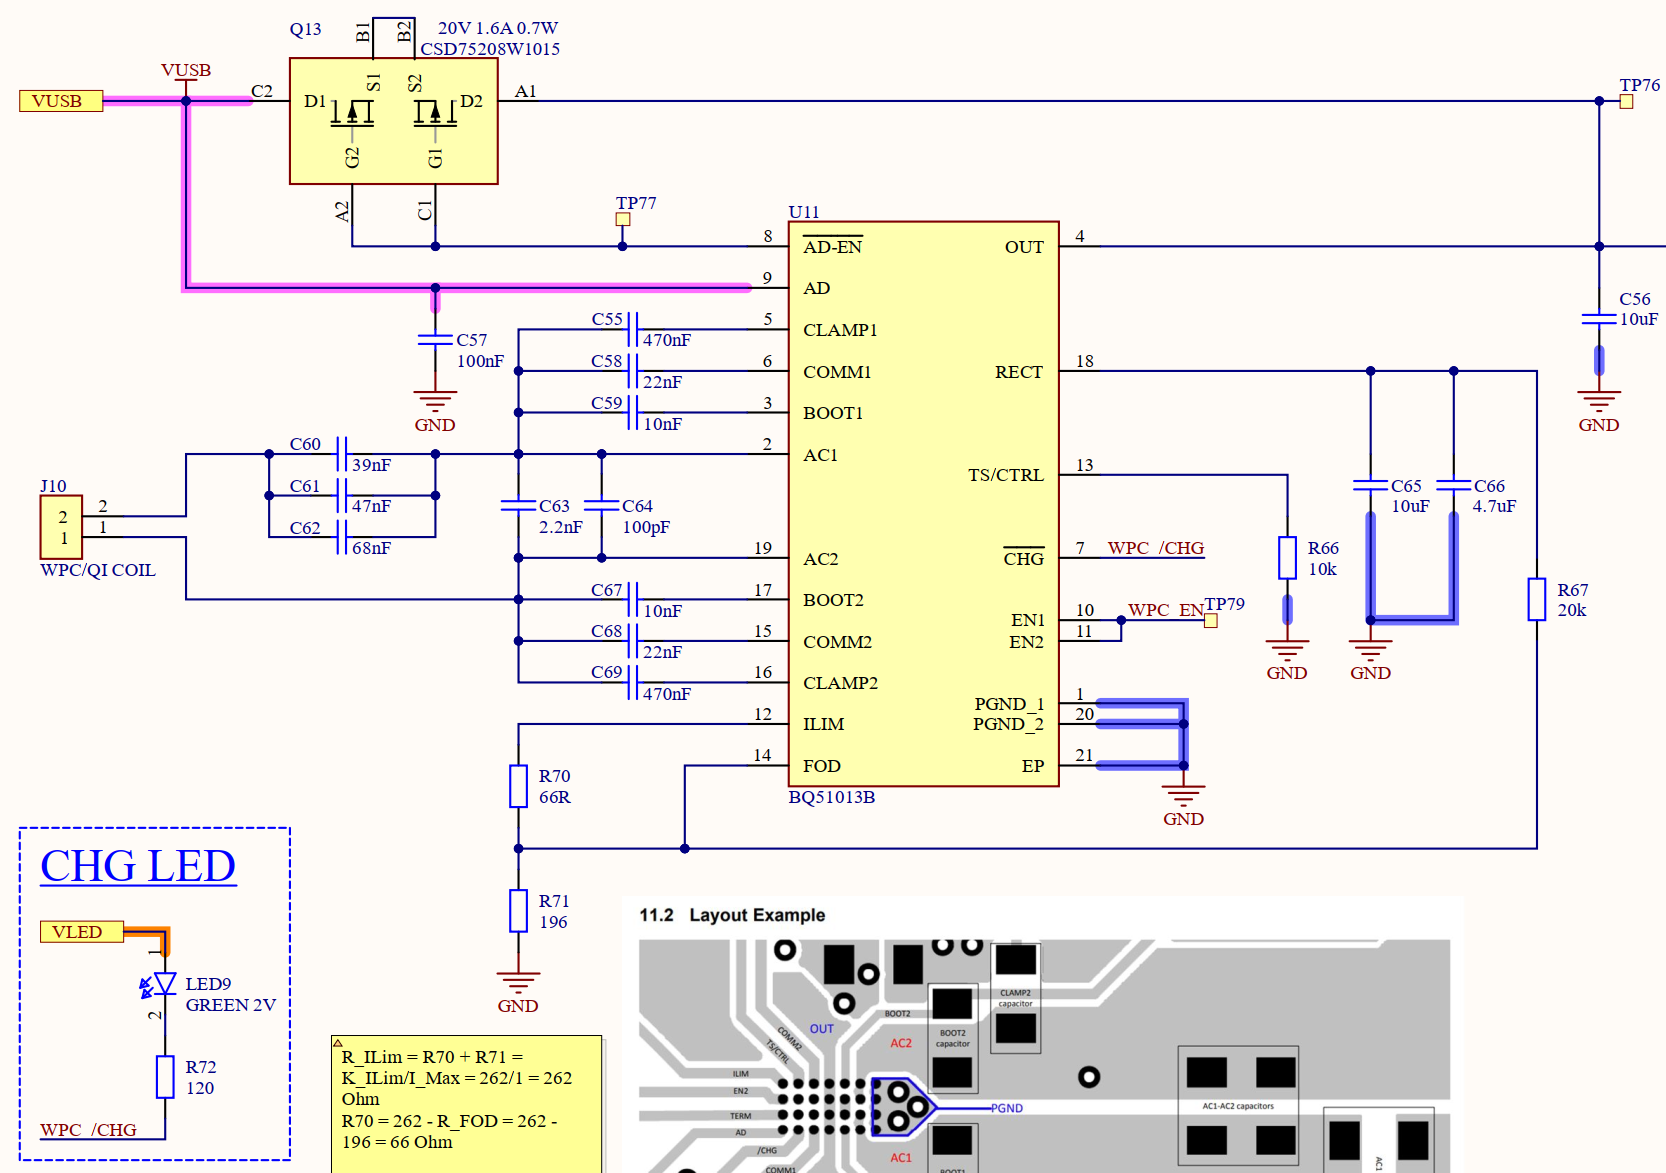 Q13
B1
B2
20V 1.6A 0.7W
CSD75208W1015
VUSB
VUSB
C2
D1
S1
S2
D2
A1
TP76
G2
G1
A2
C1
TP77
U11
8
AD-EN
OUT
4
9
AD
C57
100nF
GND
C55
470nF
5
CLAMP1
C56
10uF
GND
C58
22nF
6
COMM1
RECT
18
C59
10nF
3
BOOT1
C60
39nF
2
AC1
TS/CTRL
13
J10
2
2
1
1
WPC/QI COIL
C61
47nF
C62
68nF
C63
2.2nF
C64
100pF
C65
10uF
C66
4.7uF
19
AC2
CHG
7
WPC_/CHG
R66
10k
C67
10nF
17
BOOT2
EN1
10
WPC_EN
TP79
R67
20k
C68
22nF
15
COMM2
EN2
11
GND
GND
C69
470nF
16
CLAMP2
PGND_1
1
12
ILIM
PGND_2
20
14
FOD
EP
21
R70
66R
BQ51013B
GND
CHG LED
R71
196
GND
VLED
1
LED9
GREEN 2V
2
R72
120
WPC_/CHG
R_ILim = R70 + R71 =
K_ILim/I_Max = 262/1 = 262
Ohm
R70 = 262 - R_FOD = 262 -
196 = 66 Ohm
11.2 Layout Example
CLAMP2
capacitor
BOOT2
OUT
COMM2
TS/CTRL
AC2
BOOT2
capacitor
ILIM
EN2
TERM
AD
/CHG
COMM1
PGND
AC1-AC2 capacitors
AC1
BOOT1
AC1